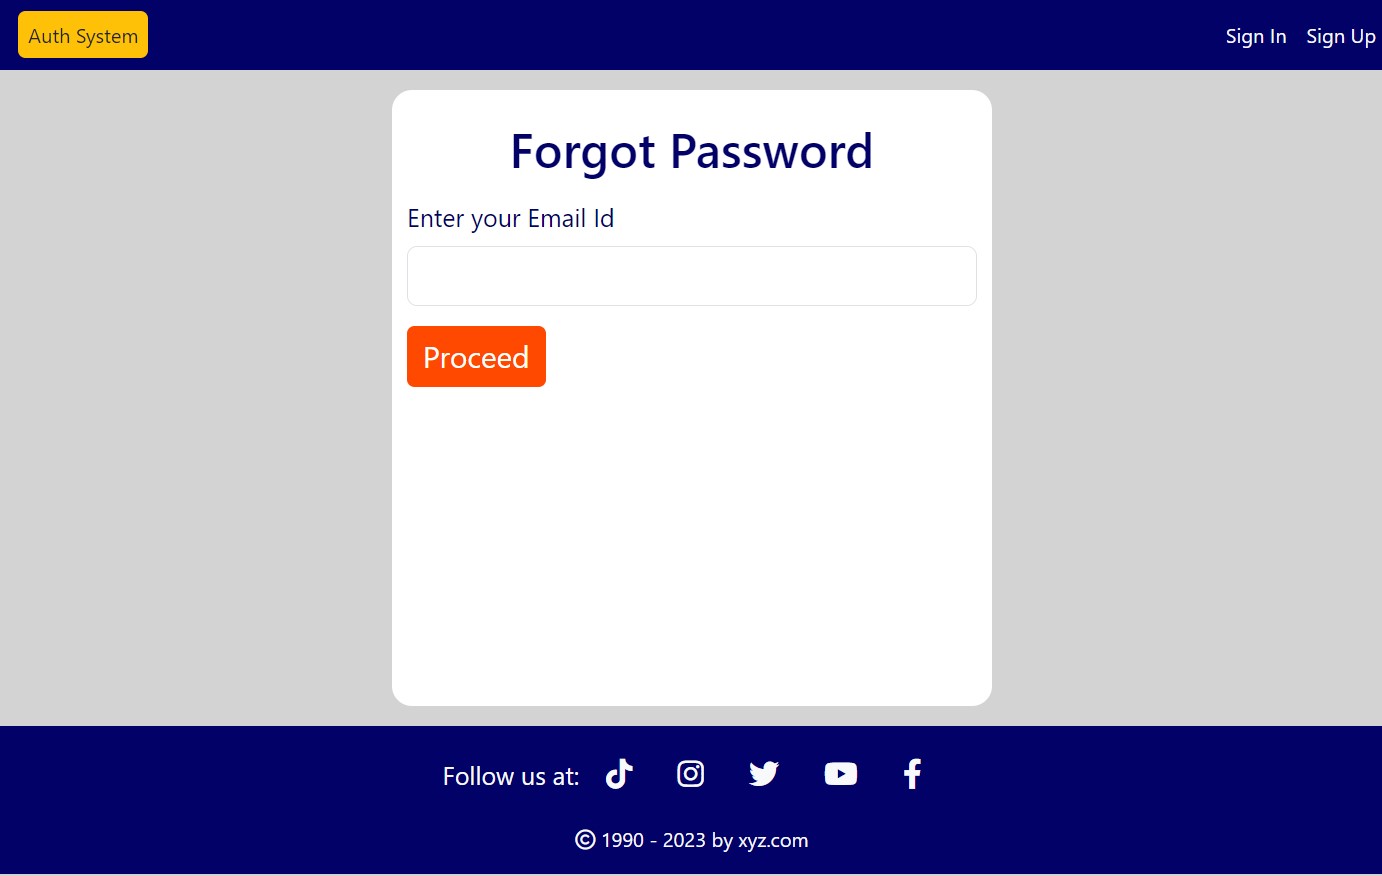 Auth System
Sign In Sign Up
Forgot Password
Enter your Email Id
Proceed
Follow us at:
© 1990 - 2023 by xyz.com